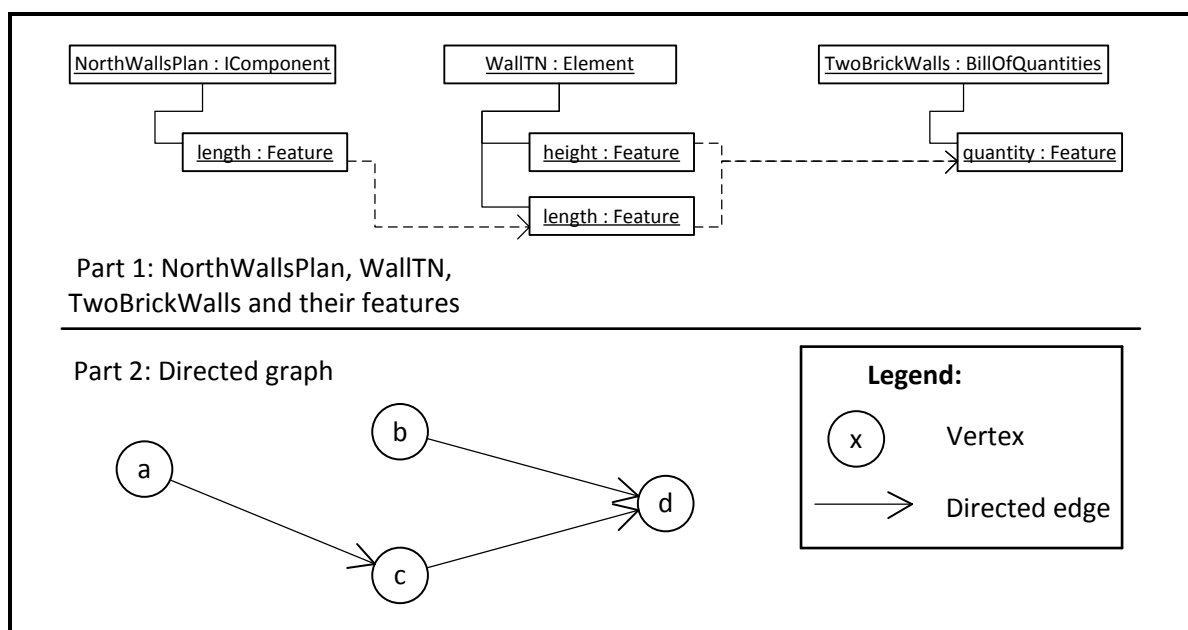 NorthWallsPlan : IComponent
WallTN : Element
TwoBrickWalls : BillOfQuantities
length : Feature
height : Feature
quantity : Feature
length : Feature
Part 1: NorthWallsPlan, WallTN,
TwoBrickWalls and their features
Part 2: Directed graph
Legend:
a
b
c
d
x
Vertex
Directed edge